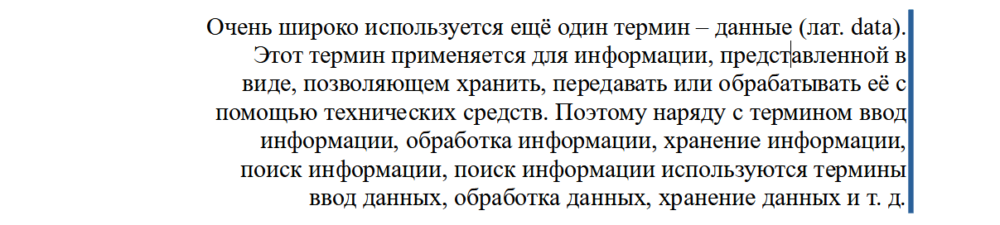 Очень широко используется ещё один термин – данные (лат. data).
Этот термин применяется для информации, представленной в
виде, позволяющем хранить, передавать или обрабатывать её с
помощью технических средств. Поэтому наряду с термином ввод
информации, обработка информации, хранение информации,
поиск информации, поиск информации используются термины
ввод данных, обработка данных, хранение данных и т. д.